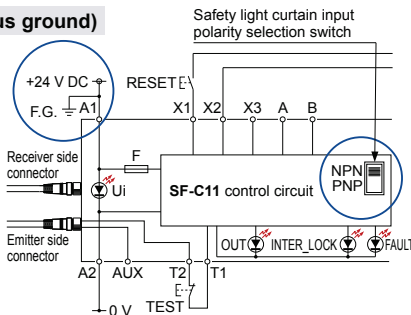 us ground)
Safety light curtain input
polarity selection switch
+24 V DC
RESET
F.G.
A1
X1 X2 X3 A B
Receiver side
connector
F
Ui
SF-C11 control circuit
NPN
PNP
Emitter side
connector
OUT
INTER_LOCK
FAULT
A2 AUX T2 T1
0 V
TEST